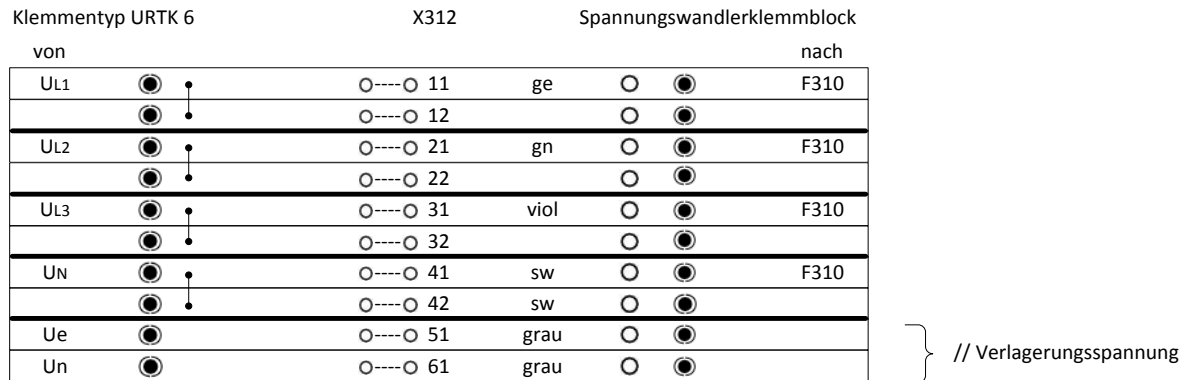 Klemmentyp URTK 6 X312 Spannungswandlerklemmblock
von nach
UL1 11 ge F310
12
UL2 21 gn F310
22
UL3 31 viol F310
32
UN 41 sw F310
42 sw
Ue 51 grau
Un 61 grau
// Verlagerungsspannung